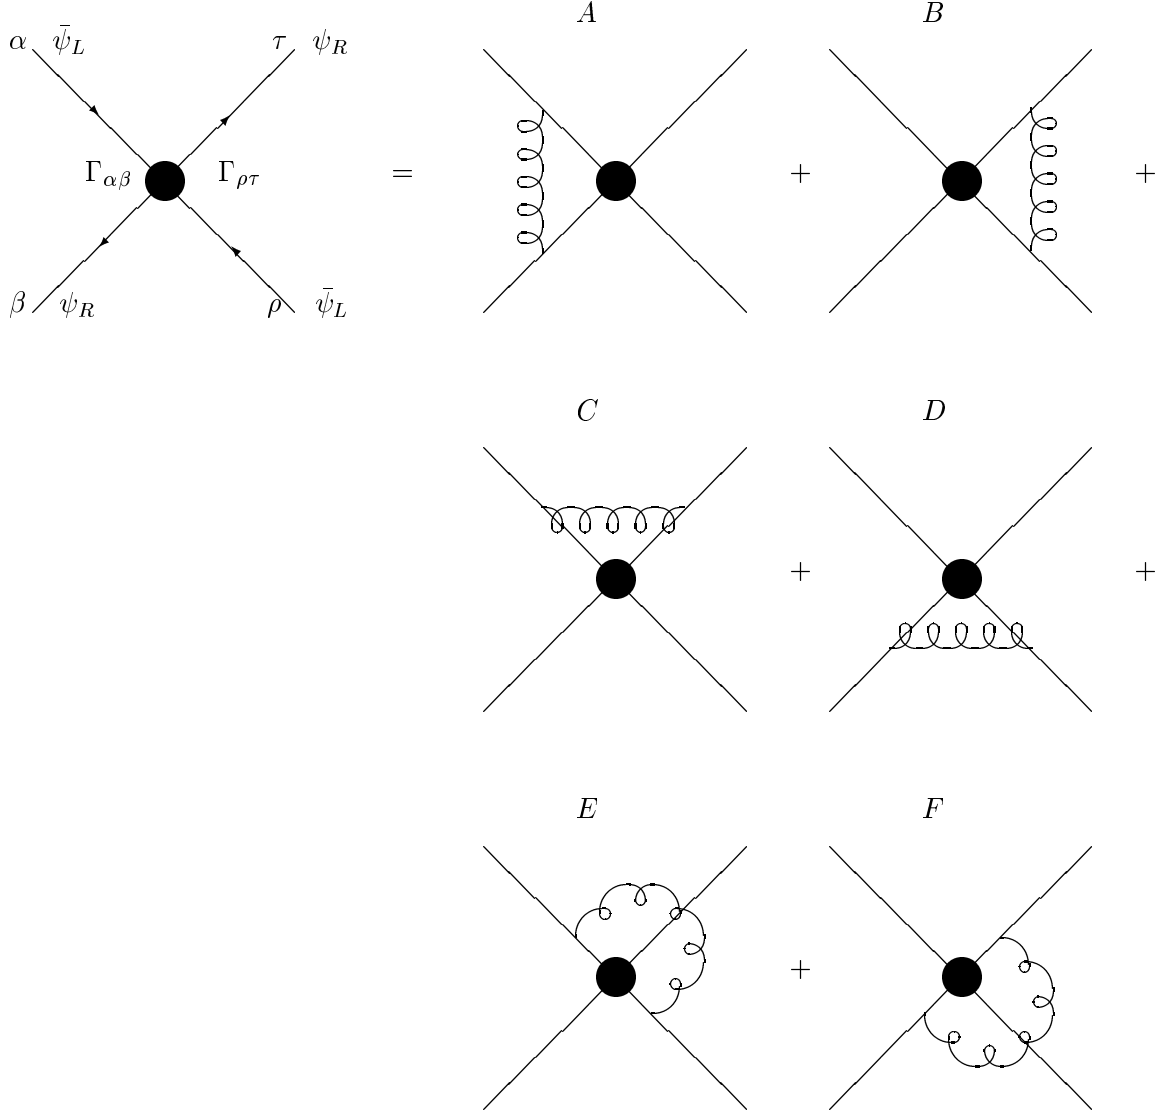 A B
α ψ̄_L τ ψ_R
Γ_αβ Γ_ρτ = + +
β ψ_R ρ ψ̄_L
C D
+ +
E F
+